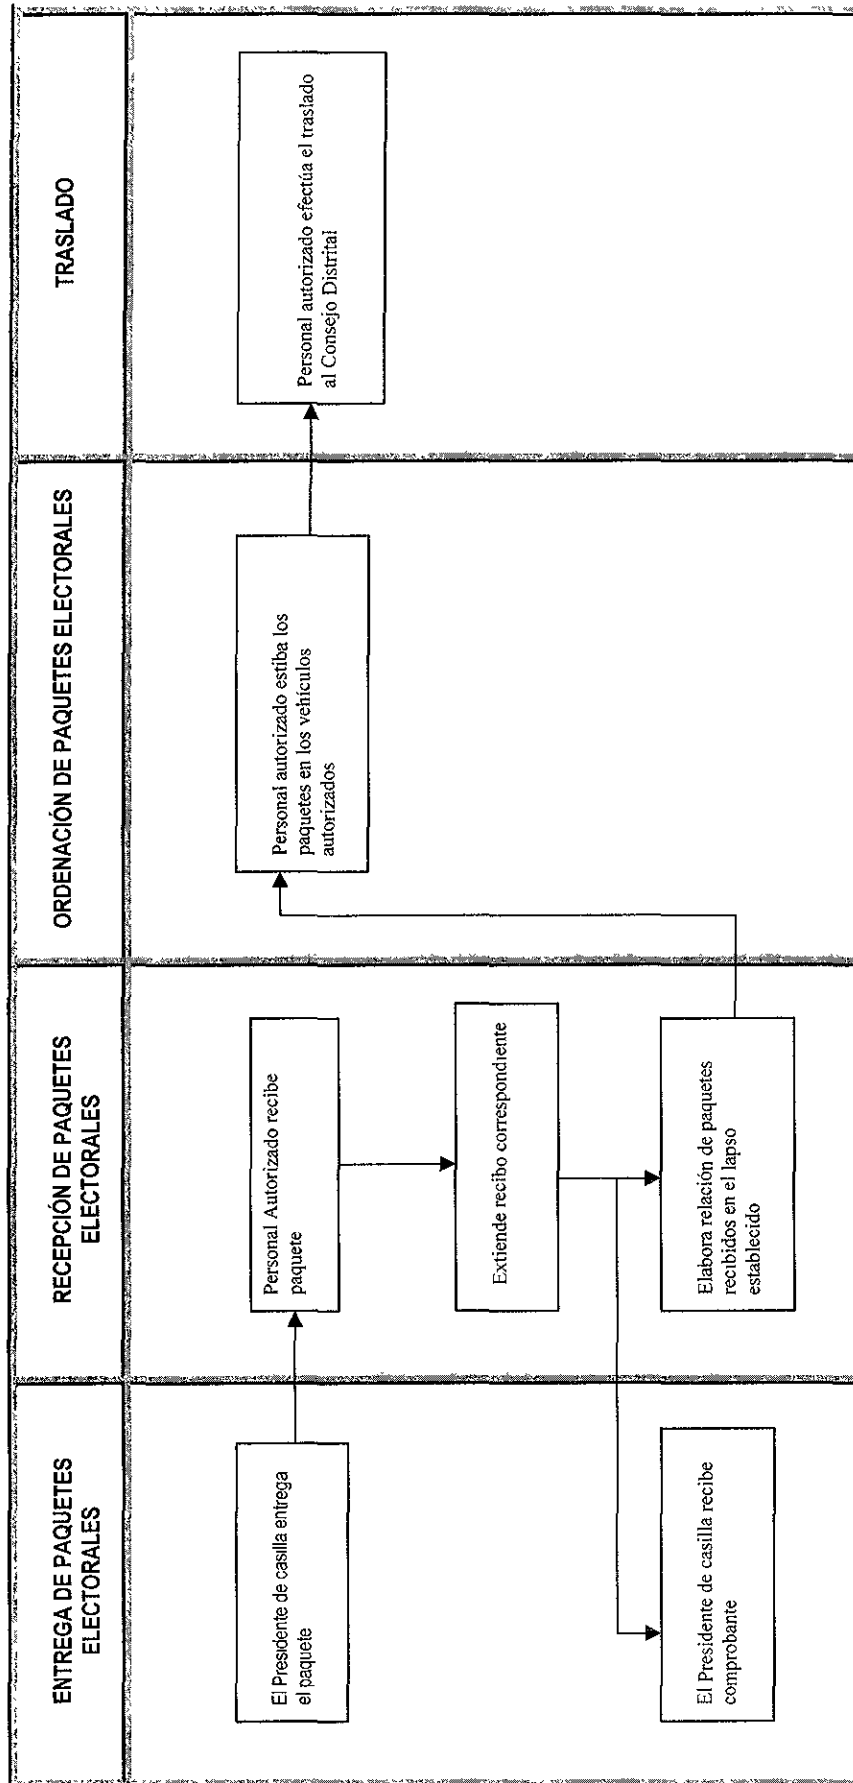 ENTREGA DE PAQUETES
ELECTORALES
RECEPCIÓN DE PAQUETES
ELECTORALES
ORDENACIÓN DE PAQUETES ELECTORALES
TRASLADO
El Presidente de casilla entrega
el paquete
Personal Autorizado recibe
paquete
Extiende recibo correspondiente
El Presidente de casilla recibe
comprobante
Elabora relación de paquetes
recibidos en el lapso
establecido
Personal autorizado estiba los
paquetes en los vehículos
autorizados
Personal autorizado efectúa el traslado
al Consejo Distrital